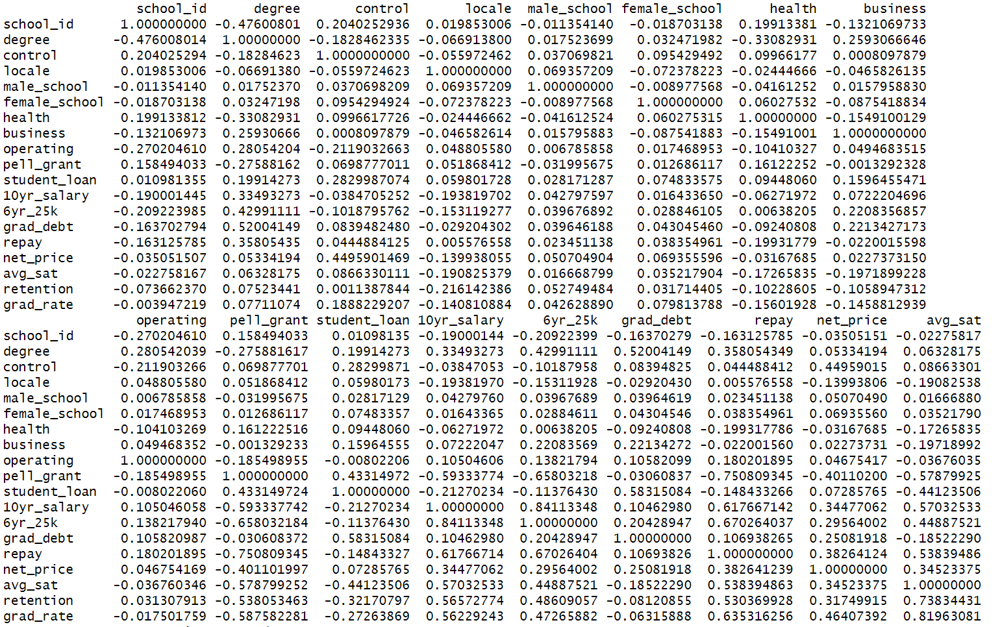 school_id degree control locale male_school female_school health business
school_id 1.000000000 -0.47600801 0.2040252936 0.019853006 -0.011354140 -0.018703138 0.19913381 -0.1321069733
degree -0.476008014 1.00000000 -0.1828462335 -0.066913800 0.017523699 0.032471982 -0.33082931 0.2593066646
control 0.204025294 -0.18284623 1.0000000000 -0.055972462 0.037069821 0.095429492 0.09966177 0.0008097879
locale 0.019853006 -0.06691380 -0.0559724623 1.000000000 0.069357209 -0.072378223 -0.02444666 -0.0465826135
male_school -0.011354140 0.01752370 0.0370698209 0.069357209 1.000000000 -0.008977568 -0.04161252 0.0157958830
female_school -0.018703138 0.03247198 0.0954294924 -0.072378223 -0.008977568 1.000000000 0.06027532 -0.0875418834
health 0.199133812 -0.33082931 0.0996617726 -0.024446662 -0.041612524 0.060275315 1.00000000 -0.1549100129
business -0.132106973 0.25930666 0.0008097879 -0.046582614 0.015795883 -0.087541883 -0.15491001 1.0000000000
operating -0.270204610 0.28054204 -0.2119032663 0.048805580 0.006785858 0.017468953 -0.10410327 0.0494683515
pell_grant 0.158494033 -0.27588162 0.0698777011 0.051868412 -0.031995675 0.012686117 0.16122252 -0.0013292328
student_loan 0.010981355 0.19914273 0.2829987074 0.059801728 0.028171287 0.074833575 0.09448060 0.1596455471
10yr_salary -0.190001445 0.33493273 -0.0384705252 -0.193819702 0.042797597 0.016433650 -0.06271972 0.0722204696
6yr_25k -0.209223985 0.42991111 -0.1018795762 -0.153119277 0.039676892 0.028846105 0.00638205 0.2208356857
grad_debt -0.163702794 0.52004149 0.0839482480 -0.029204302 0.039646188 0.043045460 -0.09240808 0.2213427173
repay -0.163125785 0.35805435 0.0444884125 0.005576558 0.023451138 0.038354961 -0.19931779 -0.0220015598
net_price -0.035051507 0.05334194 0.4495901469 -0.139938055 0.050704904 0.069355596 -0.03167685 0.0227373150
avg_sat -0.022758167 0.06328175 0.0866330111 -0.190825379 0.016668799 0.035217904 -0.17265835 -0.1971899228
retention -0.073662370 0.07523441 0.0011387844 -0.216142386 0.052749484 0.031714405 -0.10228605 -0.1058947312
grad_rate -0.003947219 0.07711074 0.1888229207 -0.140810884 0.042628890 0.079813788 -0.15601928 -0.1458812939
operating pell_grant student_loan 10yr_salary 6yr_25k grad_debt repay net_price avg_sat
school_id -0.270204610 0.158494033 0.01098135 -0.19000144 -0.20922399 -0.16370279 -0.163125785 -0.03505151 -0.02275817
degree 0.280542039 -0.275881617 0.19914273 0.33493273 0.42991111 0.52004149 0.358054349 0.05334194 0.06328175
control -0.211903266 0.069877701 0.28299871 -0.03847053 -0.10187958 0.08394825 0.044488412 0.44959015 0.08663301
locale 0.048805580 0.051868412 0.05980173 -0.19381970 -0.15311928 -0.02920430 0.005576558 -0.13993806 -0.19082538
male_school 0.006785858 -0.031995675 0.02817129 0.04279760 0.03967689 0.03964619 0.023451138 0.05070490 0.01666880
female_school 0.017468953 0.012686117 0.07483357 0.01643365 0.02884611 0.04304546 0.038354961 0.06935560 0.03521790
health -0.104103269 0.161222516 0.09448060 -0.06271972 0.00638205 -0.09240808 -0.199317786 -0.03167685 -0.17265835
business 0.049468352 -0.001329233 0.15964555 0.07222047 0.22083569 0.22134272 -0.022001560 0.02273731 -0.19718992
operating 1.000000000 -0.185498955 -0.00802206 0.10504606 0.13821794 0.10582099 0.180201895 0.04675417 -0.03676035
pell_grant -0.185498955 1.000000000 0.43314972 -0.59333774 -0.65803218 -0.03060837 -0.750809345 -0.40110200 -0.57879925
student_loan -0.008022060 0.433149724 1.00000000 -0.21270234 -0.11376430 0.58315084 -0.148433266 0.07285765 -0.44123506
10yr_salary 0.105046058 -0.593337742 -0.21270234 1.00000000 0.84113348 0.10462980 0.617667142 0.34477062 0.57032533
6yr_25k 0.138217940 -0.658032184 -0.11376430 0.84113348 1.00000000 0.20428947 0.670264037 0.29564002 0.44887521
grad_debt 0.105820987 -0.030608372 0.58315084 0.10462980 0.20428947 1.00000000 0.106938265 0.25081918 -0.18522290
repay 0.180201895 -0.750809345 -0.14843327 0.61766714 0.67026404 0.10693826 1.000000000 0.38264124 0.53839486
net_price 0.046754169 -0.401101997 0.07285765 0.34477062 0.29564002 0.25081918 0.382641239 1.00000000 0.34523375
avg_sat -0.036760346 -0.578799252 -0.44123506 0.57032533 0.44887521 -0.18522290 0.538394863 0.34523375 1.00000000
retention 0.031307913 -0.538053463 -0.32170797 0.56572774 0.48609057 -0.08120855 0.530369928 0.31749915 0.73834431
grad_rate -0.017501759 -0.587582281 -0.27263869 0.56229243 0.47265882 -0.06315888 0.635316256 0.46407392 0.81963081